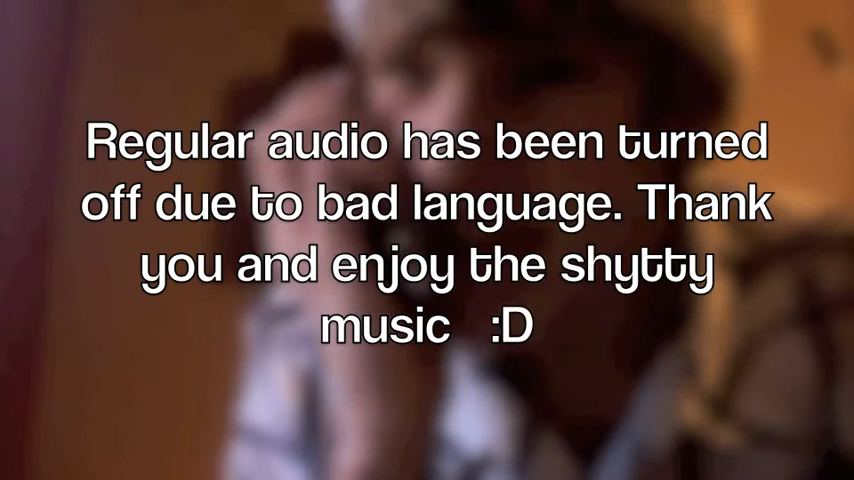 Regular audio has been turned
off due to bad language. Thank
you and enjoy the shytty
music :D